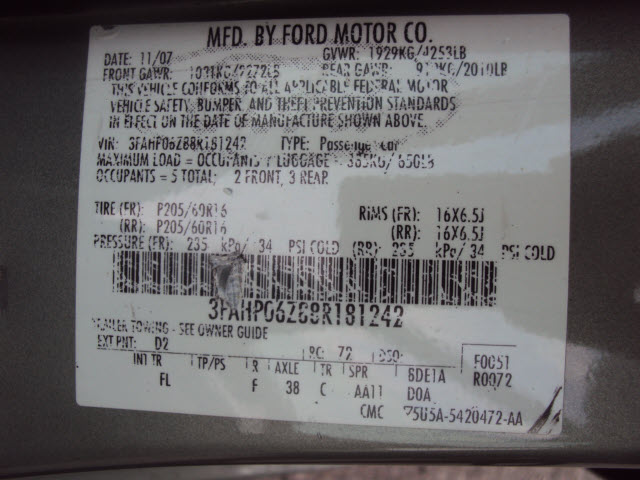 MFD. BY FORD MOTOR CO.
DATE: 11/07 GVWR: 1929KG/4253LB
FRONT GAWR: REAR GAWR:
THIS VEHICLE CONFORMS TO ALL APPLICABLE FEDERAL MOTOR
VEHICLE SAFETY, BUMPER, AND THEFT PREVENTION STANDARDS
IN EFFECT ON THE DATE OF MANUFACTURE SHOWN ABOVE.
VIN: 3FAHP06Z88R181242 TYPE: Passenger Car
MAXIMUM LOAD = OCCUPANTS / LUGGAGE = 385KG/ 850LB
OCCUPANTS = 5 TOTAL: 2 FRONT, 3 REAR
TIRE (FR): P205/60R16 RIMS (FR): 16X6.5J
(RR): P205/60R16 (RR): 16X6.5J
PRESSURE (FR): 235 kPa/ 34 PSI COLD (RR): 235 kPa/ 34 PSI COLD
3FAHP06Z88R181242
TRAILER TOWING - SEE OWNER GUIDE
EXT PNT: D2 RC: 72 DSO: F0051
INT TR TP/PS R AXLE TR SPR BDE1A R0072
FL F 38 C AA11 DOA
CMC 5U5A-5420472-AA